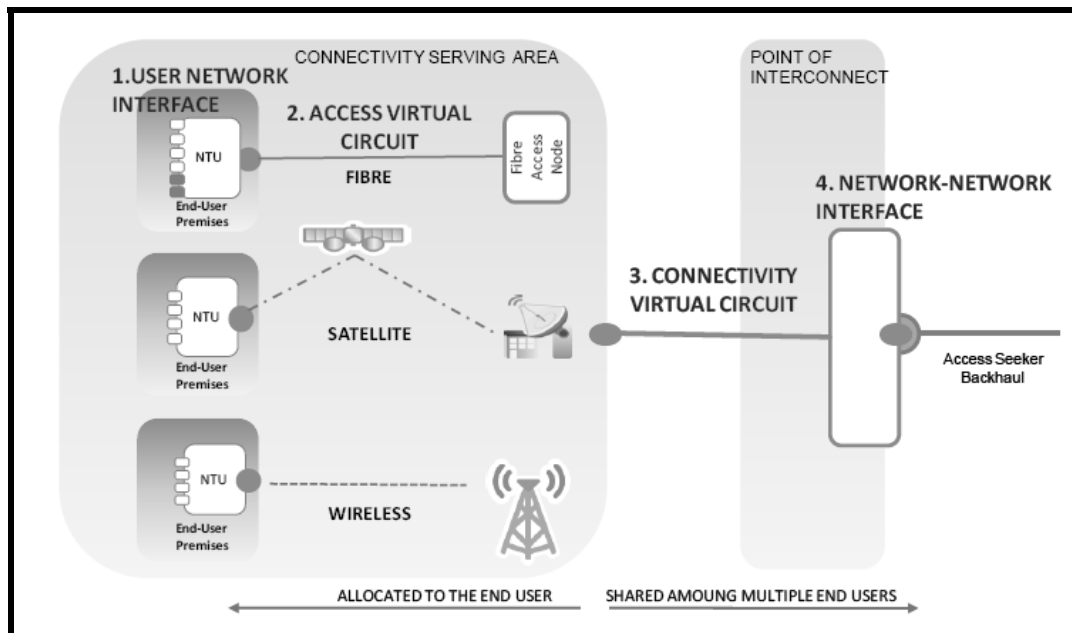 CONNECTIVITY SERVING AREA
POINT OF
INTERCONNECT
1.USER NETWORK
INTERFACE
2. ACCESS VIRTUAL
CIRCUIT
NTU
FIBRE
Fibre
Access
Node
End-User
Premises
4. NETWORK-NETWORK
INTERFACE
3. CONNECTIVITY
VIRTUAL CIRCUIT
NTU
SATELLITE
End-User
Premises
Access Seeker
Backhaul
NTU
WIRELESS
End-User
Premises
ALLOCATED TO THE END USER
SHARED AMOUNG MULTIPLE END USERS